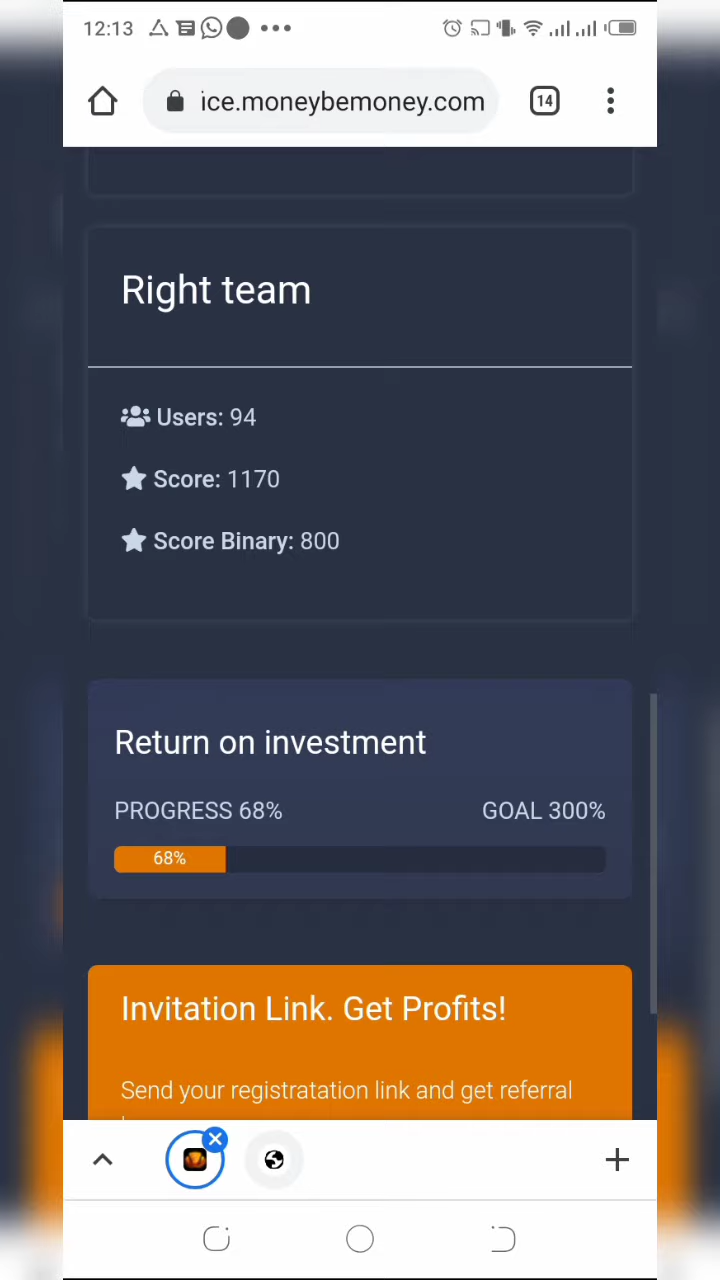 12:13
ice.moneybemoney.com
14
Right team
Users: 94
Score: 1170
Score Binary: 800
Return on investment
PROGRESS 68% GOAL 300%
68%
Invitation Link. Get Profits!
Send your registratation link and get referral